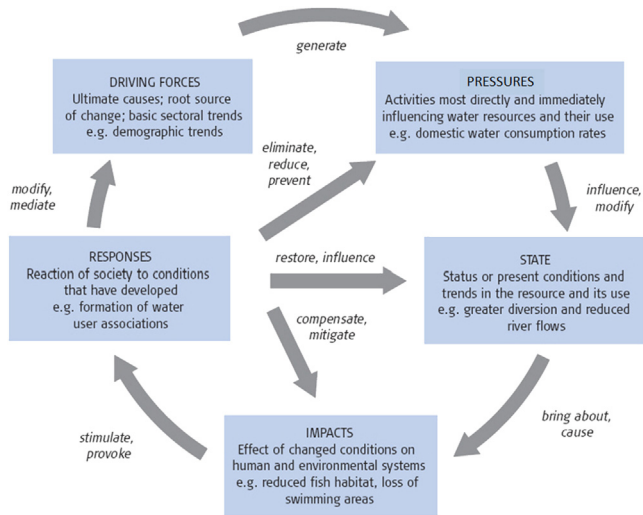 generate
DRIVING FORCES
Ultimate causes; root source
of change; basic sectoral trends
e.g. demographic trends
PRESSURES
Activities most directly and immediately
influencing water resources and their use
e.g. domestic water consumption rates
eliminate,
reduce,
prevent
modify,
mediate
influence,
modify
RESPONSES
Reaction of society to conditions
that have developed
e.g. formation of water
user associations
restore, influence
STATE
Status or present conditions and
trends in the resource and its use
e.g. greater diversion and reduced
river flows
compensate,
mitigate
stimulate,
provoke
IMPACTS
Effect of changed conditions on
human and environmental systems
e.g. reduced fish habitat, loss of
swimming areas
bring about,
cause